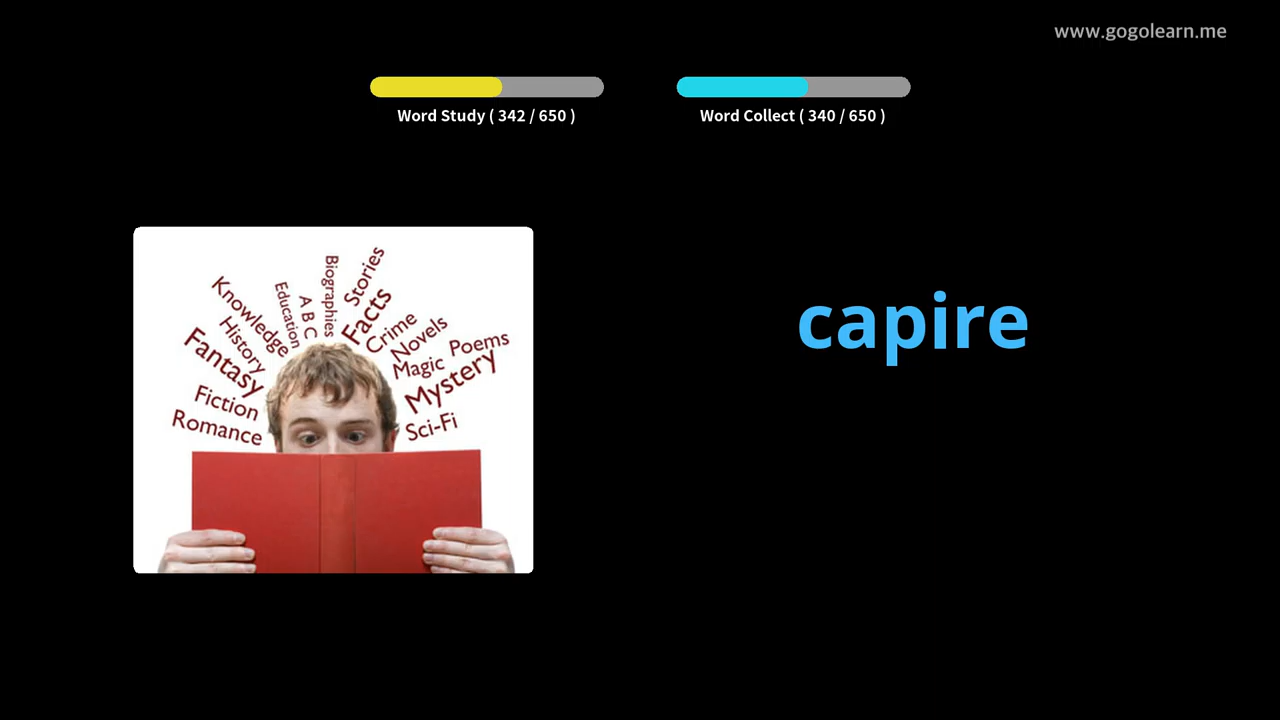 www.gogolearn.me
Word Study ( 342 / 650 )
Word Collect ( 340 / 650 )
capire
Biographies
Stories
Education
A B C
Facts
Knowledge
Crime
History
Novels
Poems
Fantasy
Magic
Mystery
Fiction
Romance
Sci-Fi